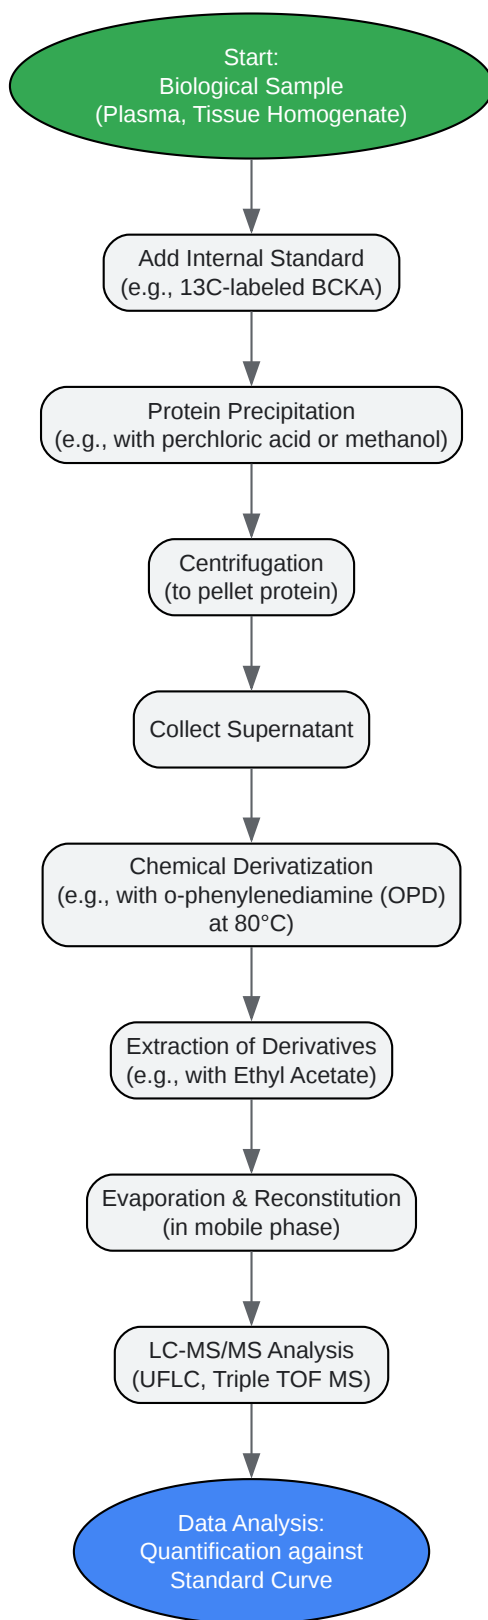 Start:
Biological Sample
(Plasma, Tissue Homogenate)
Add Internal Standard
(e.g., 13C-labeled BCKA)
Protein Precipitation
(e.g., with perchloric acid or methanol)
Centrifugation
(to pellet protein)
Collect Supernatant
Chemical Derivatization
(e.g., with o-phenylenediamine (OPD)
at 80°C)
Extraction of Derivatives
(e.g., with Ethyl Acetate)
Evaporation & Reconstitution
(in mobile phase)
LC-MS/MS Analysis
(UFLC, Triple TOF MS)
Data Analysis:
Quantification against
Standard Curve